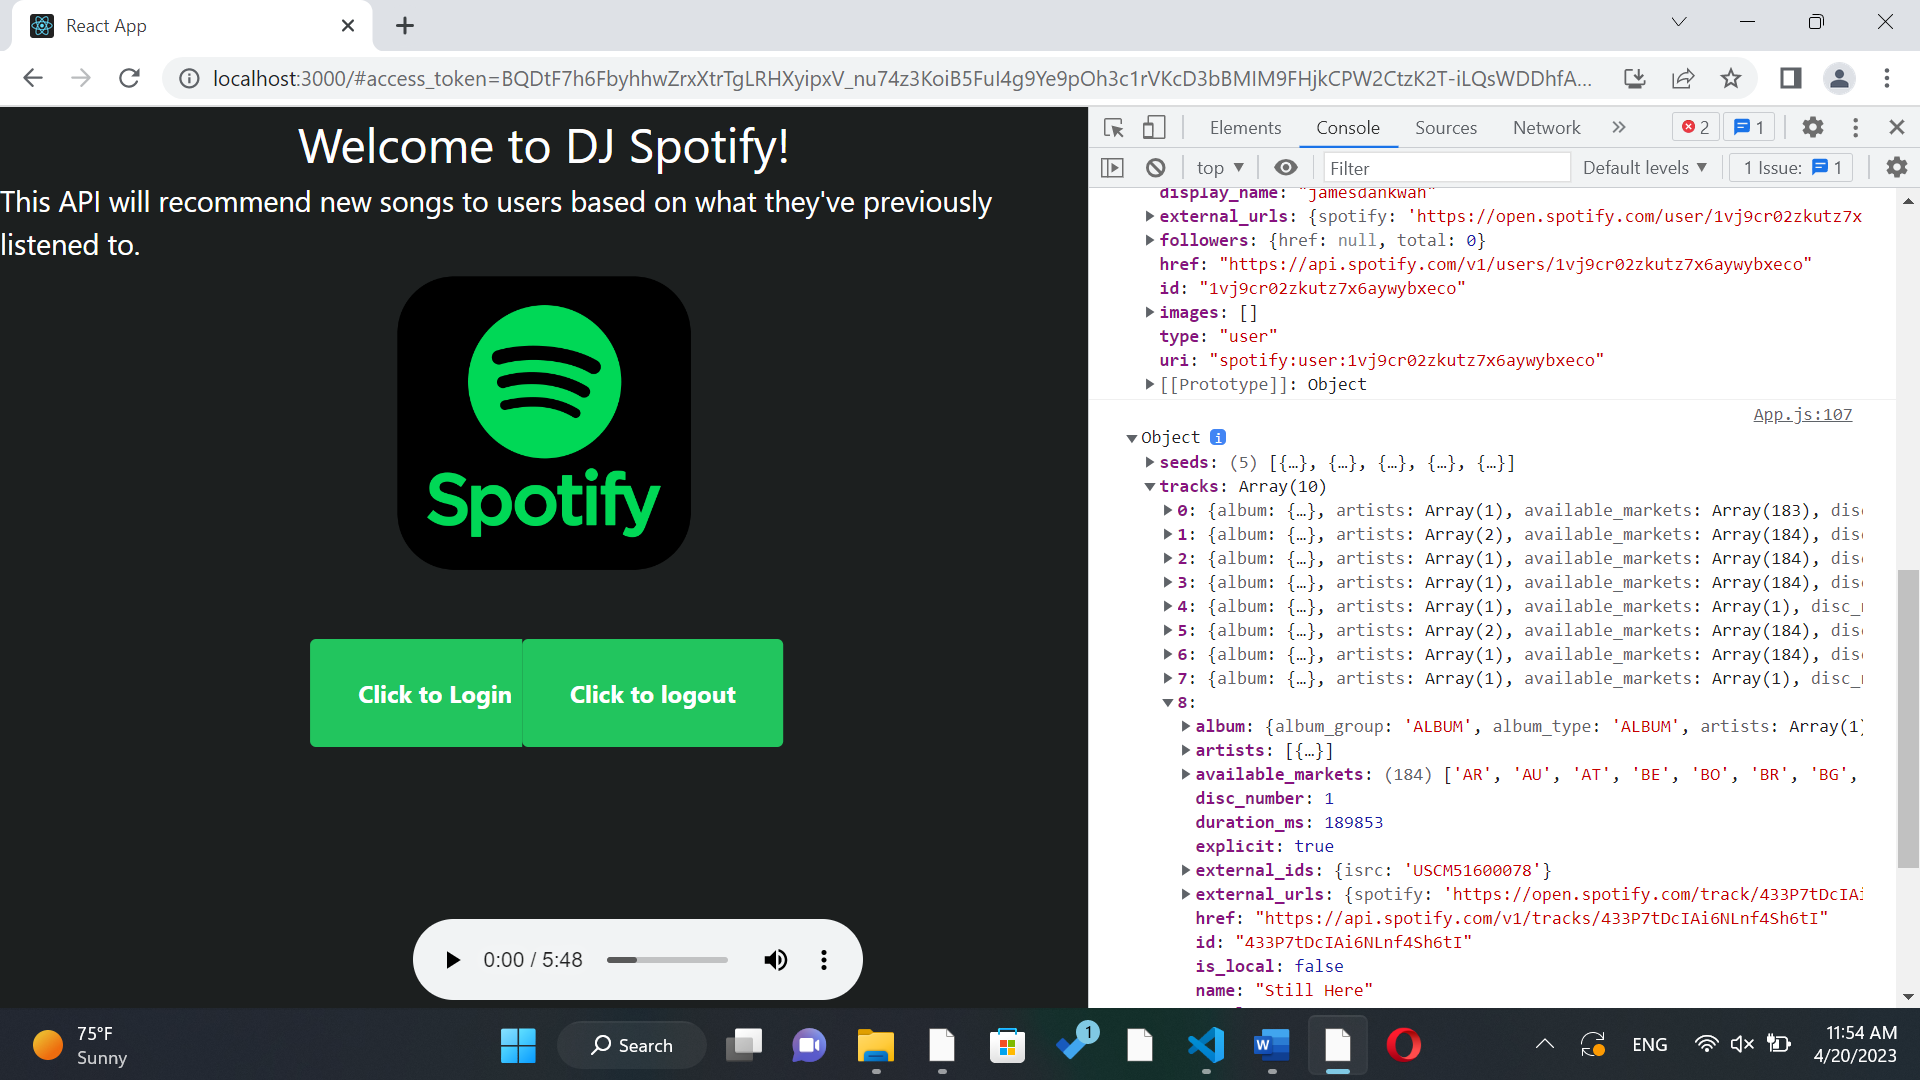 React App
localhost:3000/#access_token=BQDtF7h6FbyhhwZrxXtrTgLRHXyipxV_nu74z3KoiB5FuI4g9Ye9pOh3c1rVKcD3bBMIM9FHjkCPW2CtzK2T-iLQsWDDhfA...
Welcome to DJ Spotify!
This API will recommend new songs to users based on what they've previously
listened to.
Spotify
Click to Login
Click to logout
0:00 / 5:48
Elements Console Sources Network » 2 1
top Filter Default levels 1 Issue: 1
display_name: "jamesdankwah"
external_urls: {spotify: 'https://open.spotify.com/user/1vj9cr02zkutz7x
followers: {href: null, total: 0}
href: "https://api.spotify.com/v1/users/1vj9cr02zkutz7x6aywybxeco"
id: "1vj9cr02zkutz7x6aywybxeco"
images: []
type: "user"
uri: "spotify:user:1vj9cr02zkutz7x6aywybxeco"
[[Prototype]]: Object
App.js:107
Object i
seeds: (5) [{…}, {…}, {…}, {…}, {…}]
tracks: Array(10)
0: {album: {…}, artists: Array(1), available_markets: Array(183), disc
1: {album: {…}, artists: Array(2), available_markets: Array(184), disc
2: {album: {…}, artists: Array(1), available_markets: Array(184), disc
3: {album: {…}, artists: Array(1), available_markets: Array(184), disc
4: {album: {…}, artists: Array(1), available_markets: Array(1), disc_n
5: {album: {…}, artists: Array(2), available_markets: Array(184), disc
6: {album: {…}, artists: Array(1), available_markets: Array(184), disc
7: {album: {…}, artists: Array(1), available_markets: Array(1), disc_n
8:
album: {album_group: 'ALBUM', album_type: 'ALBUM', artists: Array(1)
artists: [{…}]
available_markets: (184) ['AR', 'AU', 'AT', 'BE', 'BO', 'BR', 'BG',
disc_number: 1
duration_ms: 189853
explicit: true
external_ids: {isrc: 'USCM51600078'}
external_urls: {spotify: 'https://open.spotify.com/track/433P7tDcIAi
href: "https://api.spotify.com/v1/tracks/433P7tDcIAi6NLnf4Sh6tI"
id: "433P7tDcIAi6NLnf4Sh6tI"
is_local: false
name: "Still Here"
75°F
Sunny
Search
1
W
ENG
11:54 AM
4/20/2023